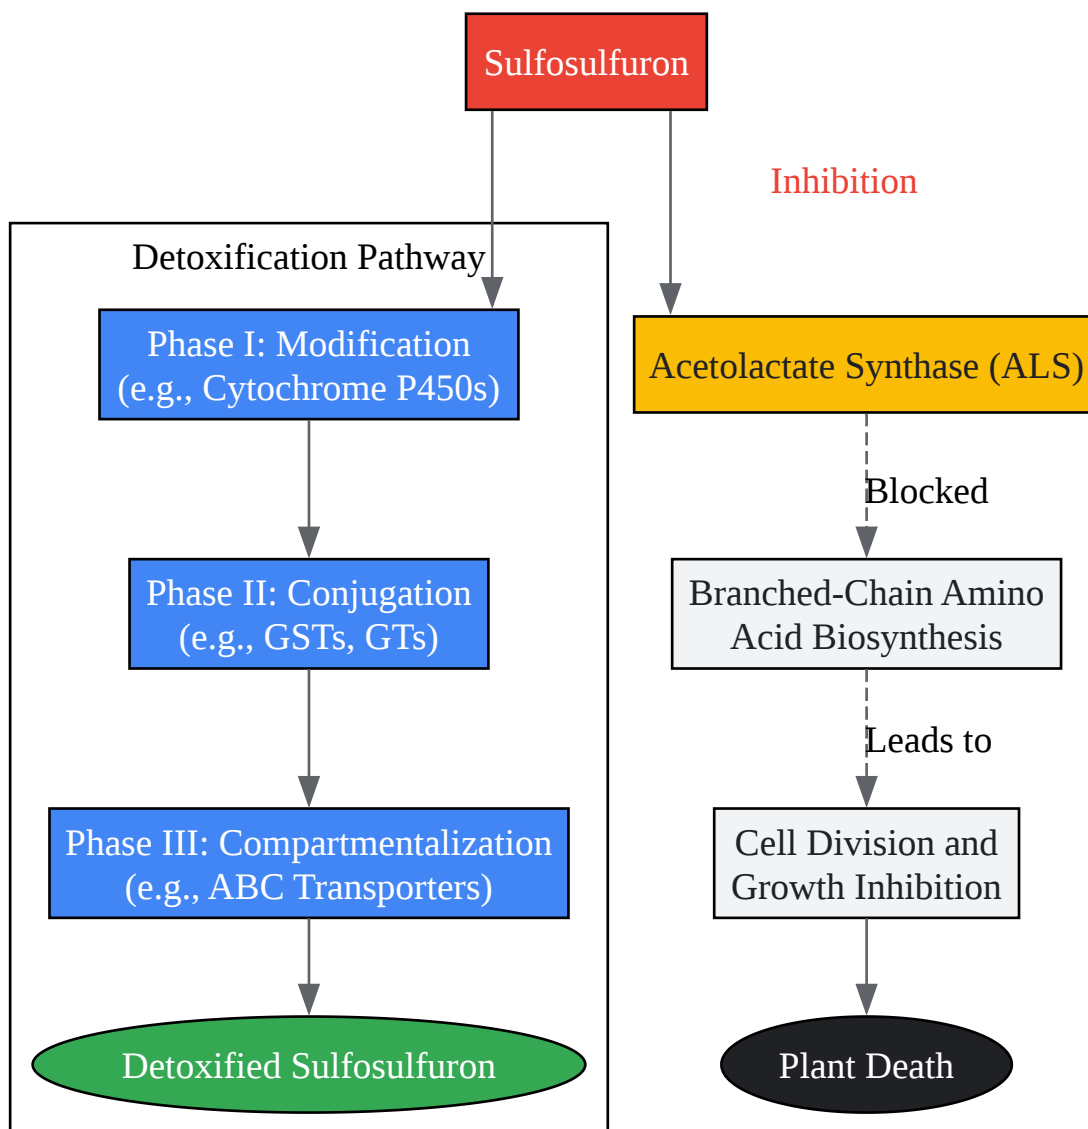 Sulfosulfuron
Inhibition
Detoxification Pathway
Phase I: Modification
(e.g., Cytochrome P450s)
Acetolactate Synthase (ALS)
Blocked
Phase II: Conjugation
(e.g., GSTs, GTs)
Branched-Chain Amino
Acid Biosynthesis
Leads to
Phase III: Compartmentalization
(e.g., ABC Transporters)
Cell Division and
Growth Inhibition
Detoxified Sulfosulfuron
Plant Death